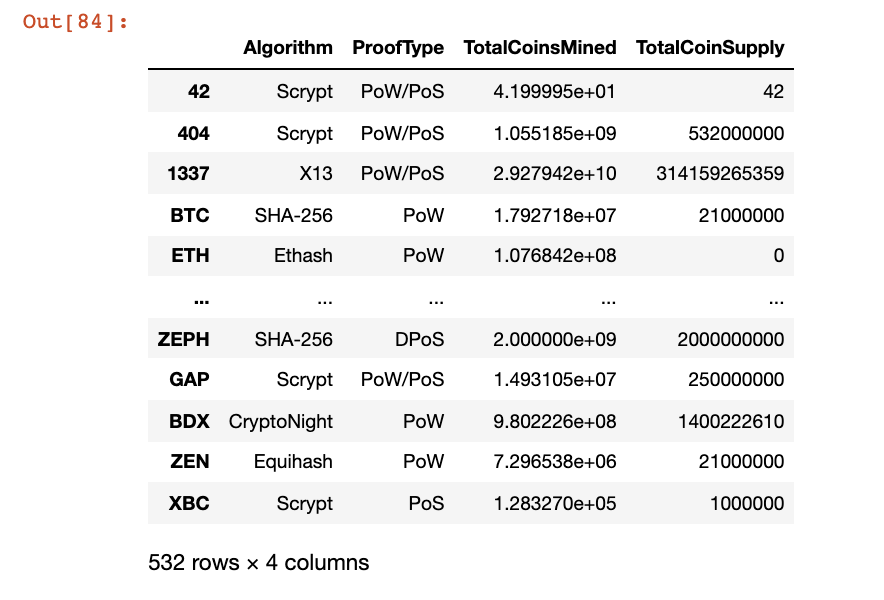 Out[84]:
Algorithm ProofType TotalCoinsMined TotalCoinSupply
42 Scrypt PoW/PoS 4.199995e+01 42
404 Scrypt PoW/PoS 1.055185e+09 532000000
1337 X13 PoW/PoS 2.927942e+10 314159265359
BTC SHA-256 PoW 1.792718e+07 21000000
ETH Ethash PoW 1.076842e+08 0
... ... ... ... ...
ZEPH SHA-256 DPoS 2.000000e+09 2000000000
GAP Scrypt PoW/PoS 1.493105e+07 250000000
BDX CryptoNight PoW 9.802226e+08 1400222610
ZEN Equihash PoW 7.296538e+06 21000000
XBC Scrypt PoS 1.283270e+05 1000000
532 rows × 4 columns